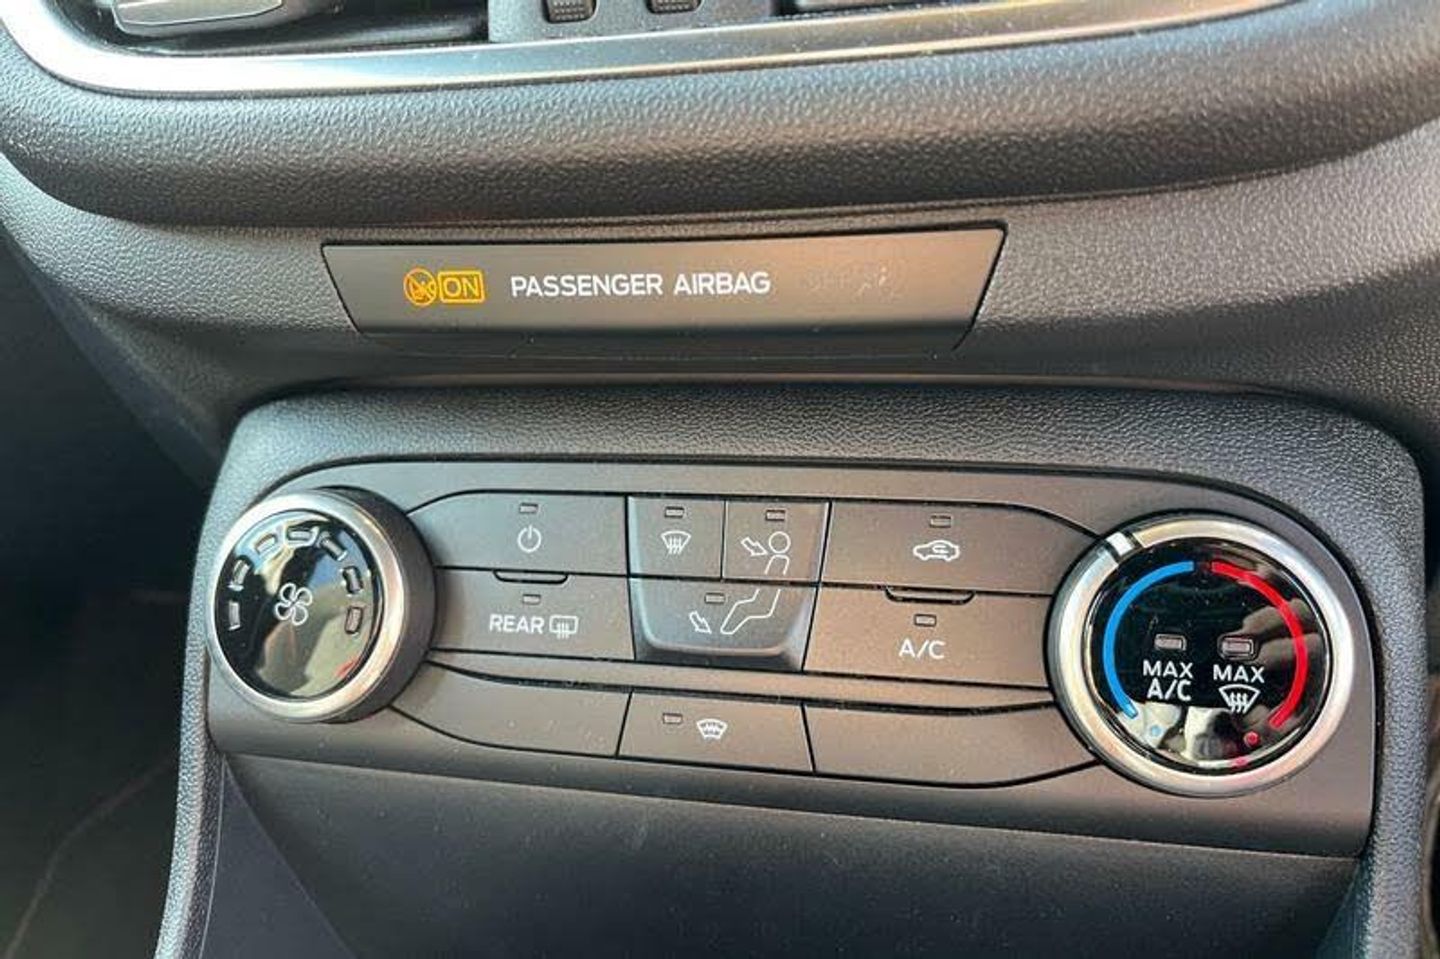 ON PASSENGER AIRBAG
REAR
A/C
MAX A/C
MAX